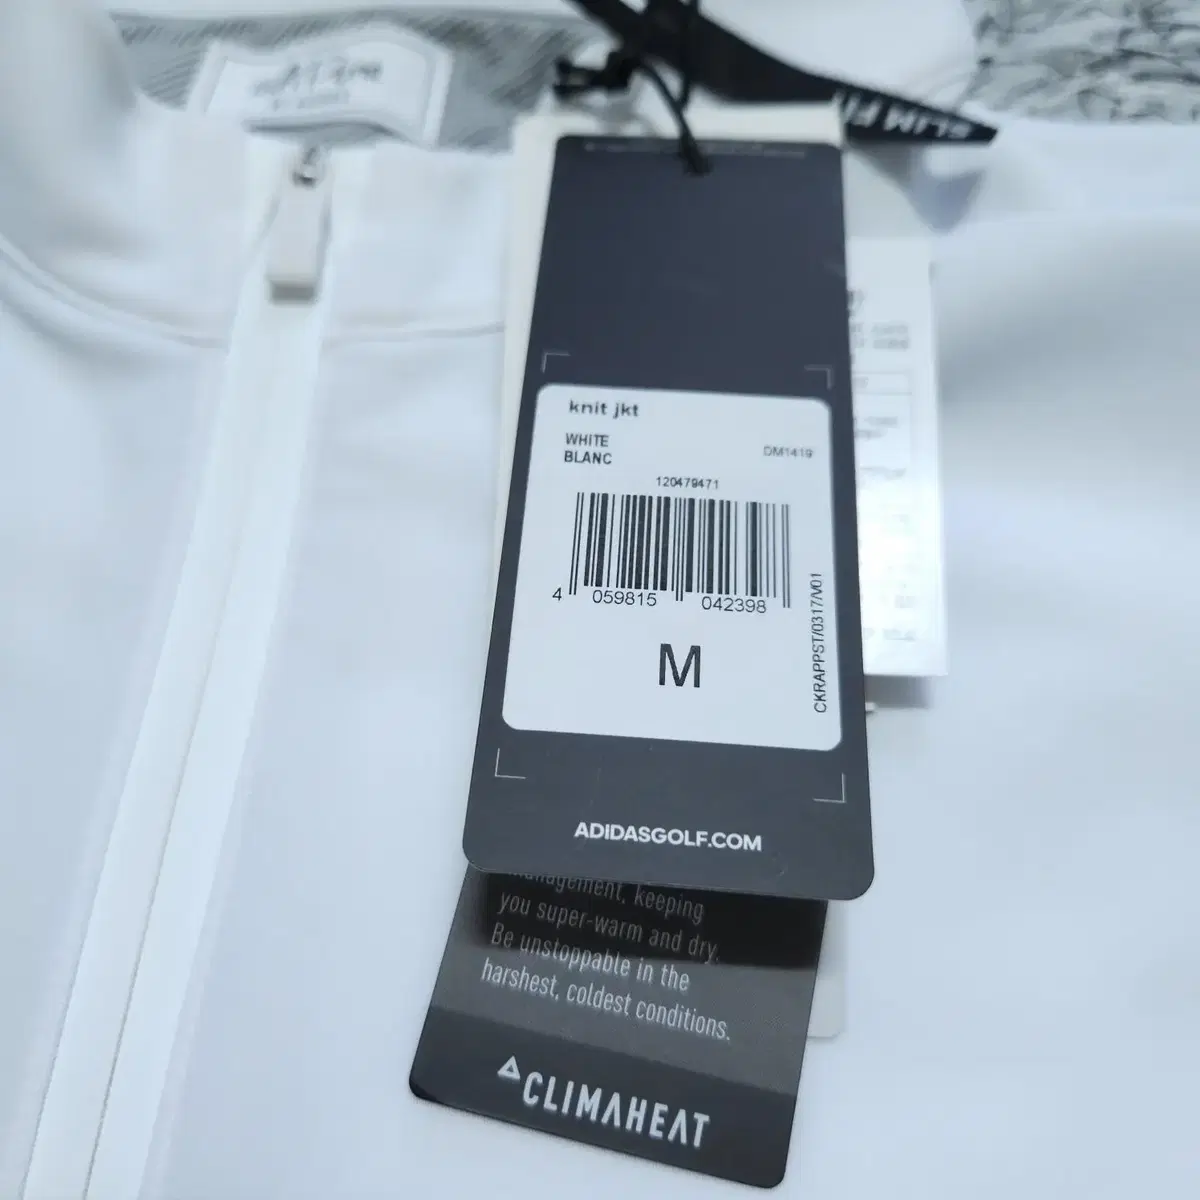 SLIM FI
knit jkt
WHITE
BLANC
DM1419
120479471
4 059815 042398
M
CKRAPPST/0317/V01
ADIDASGOLF.COM
management, keeping
you super-warm and dry.
Be unstoppable in the
harshest, coldest conditions.
CLIMAHEAT